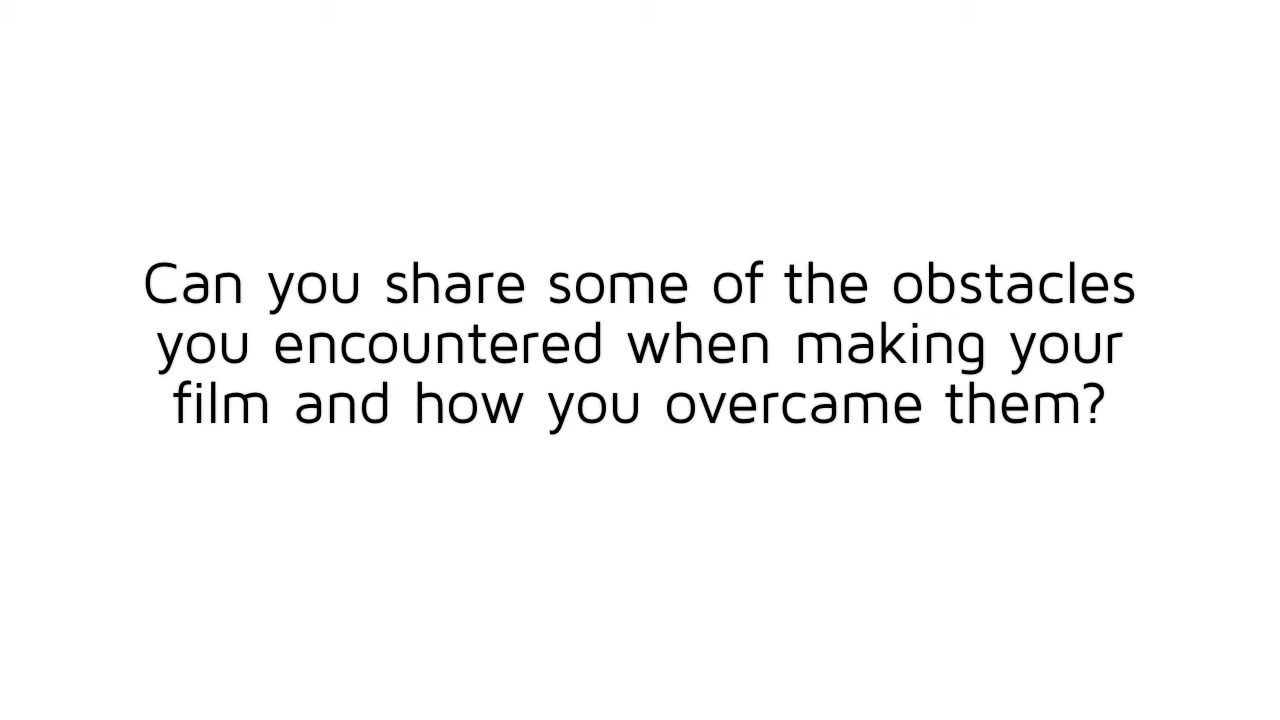 Can you share some of the obstacles
you encountered when making your
film and how you overcame them?